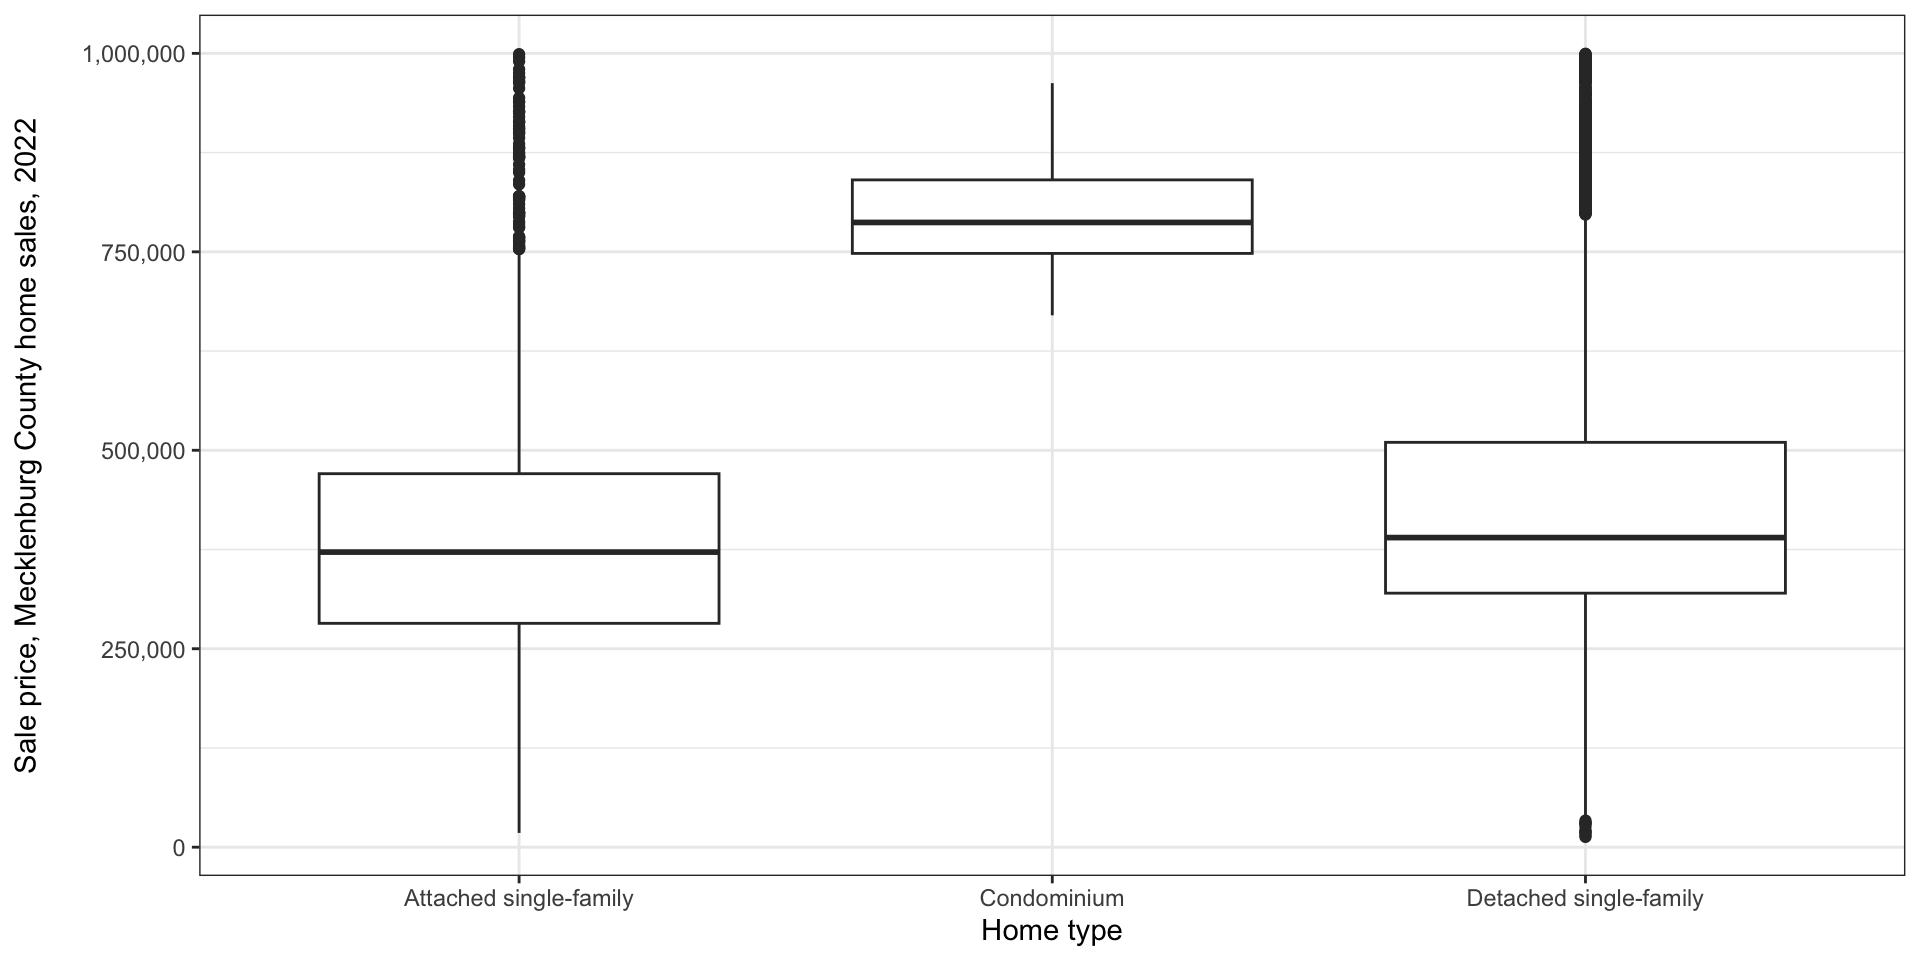 Sale price, Mecklenburg County home sales, 2022
1,000,000
750,000
500,000
250,000
0
Attached single-family
Condominium
Detached single-family
Home type